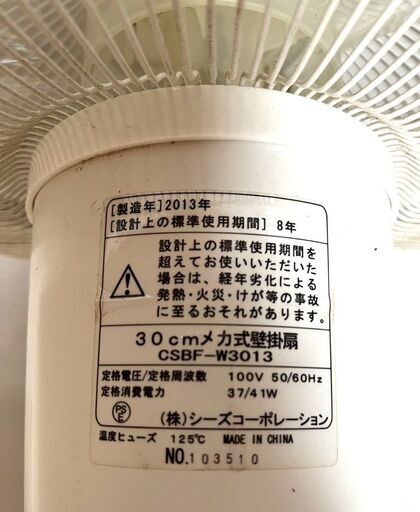 [製造年]2013年
[設計上の標準使用期間] 8年
設計上の標準使用期間を
超えてお使いいただいた
場合は、経年劣化による
発熱・火災・けが等の事故
に至るおそれがあります。
30cmメカ式壁掛扇
CSBF-W3013
定格電圧/定格周波数 100V 50/60Hz
定格消費電力 37/41W
PSE (株)シーズコーポレーション
温度ヒューズ 125℃ MADE IN CHINA
NO.103510